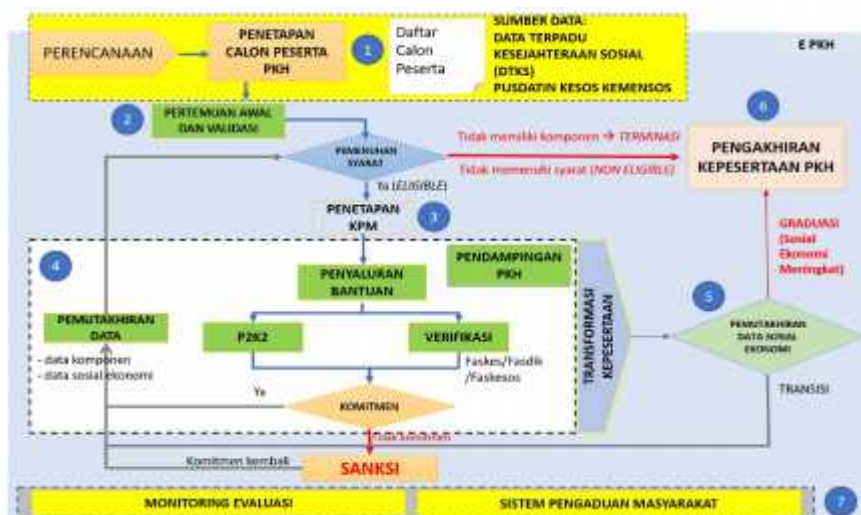 PERENCANAAN
PENETAPAN
CALON PESERTA
PKH
1
Daftar
Calon
Peserta
SUMBER DATA:
DATA TERPADU
KESEJAHTERAAN SOSIAL
(DTKS)
PUSDATIN KESOS KEMENSOS
E PKH
2
PERTEMUAN AWAL
DAN VALIDASI
PEMENUHAN
SYARAT
Tidak memiliki komponen → TERMINASI
Tidak memenuhi syarat (NON ELIGIBLE)
6
PENGAKHIRAN
KEPESERTAAN PKH
Ya (ELIGIBLE)
PENETAPAN
KPM
3
GRADUASI
(Sosial
Ekonomi
Meningkat)
4
PENYALURAN
BANTUAN
PENDAMPINGAN
PKH
TRANSFORMASI
KEPESERTAAN
5
PEMUTAKHIRAN
DATA SOSIAL
EKONOMI
PEMUTAKHIRAN
DATA
- data komponen
- data sosial ekonomi
P2K2
VERIFIKASI
Faskes/Fasdik
/Faskesos
Ya
KOMITMEN
TRANSISI
Tidak komitmen
Komitmen kembali
SANKSI
MONITORING EVALUASI
SISTEM PENGADUAN MASYARAKAT
7